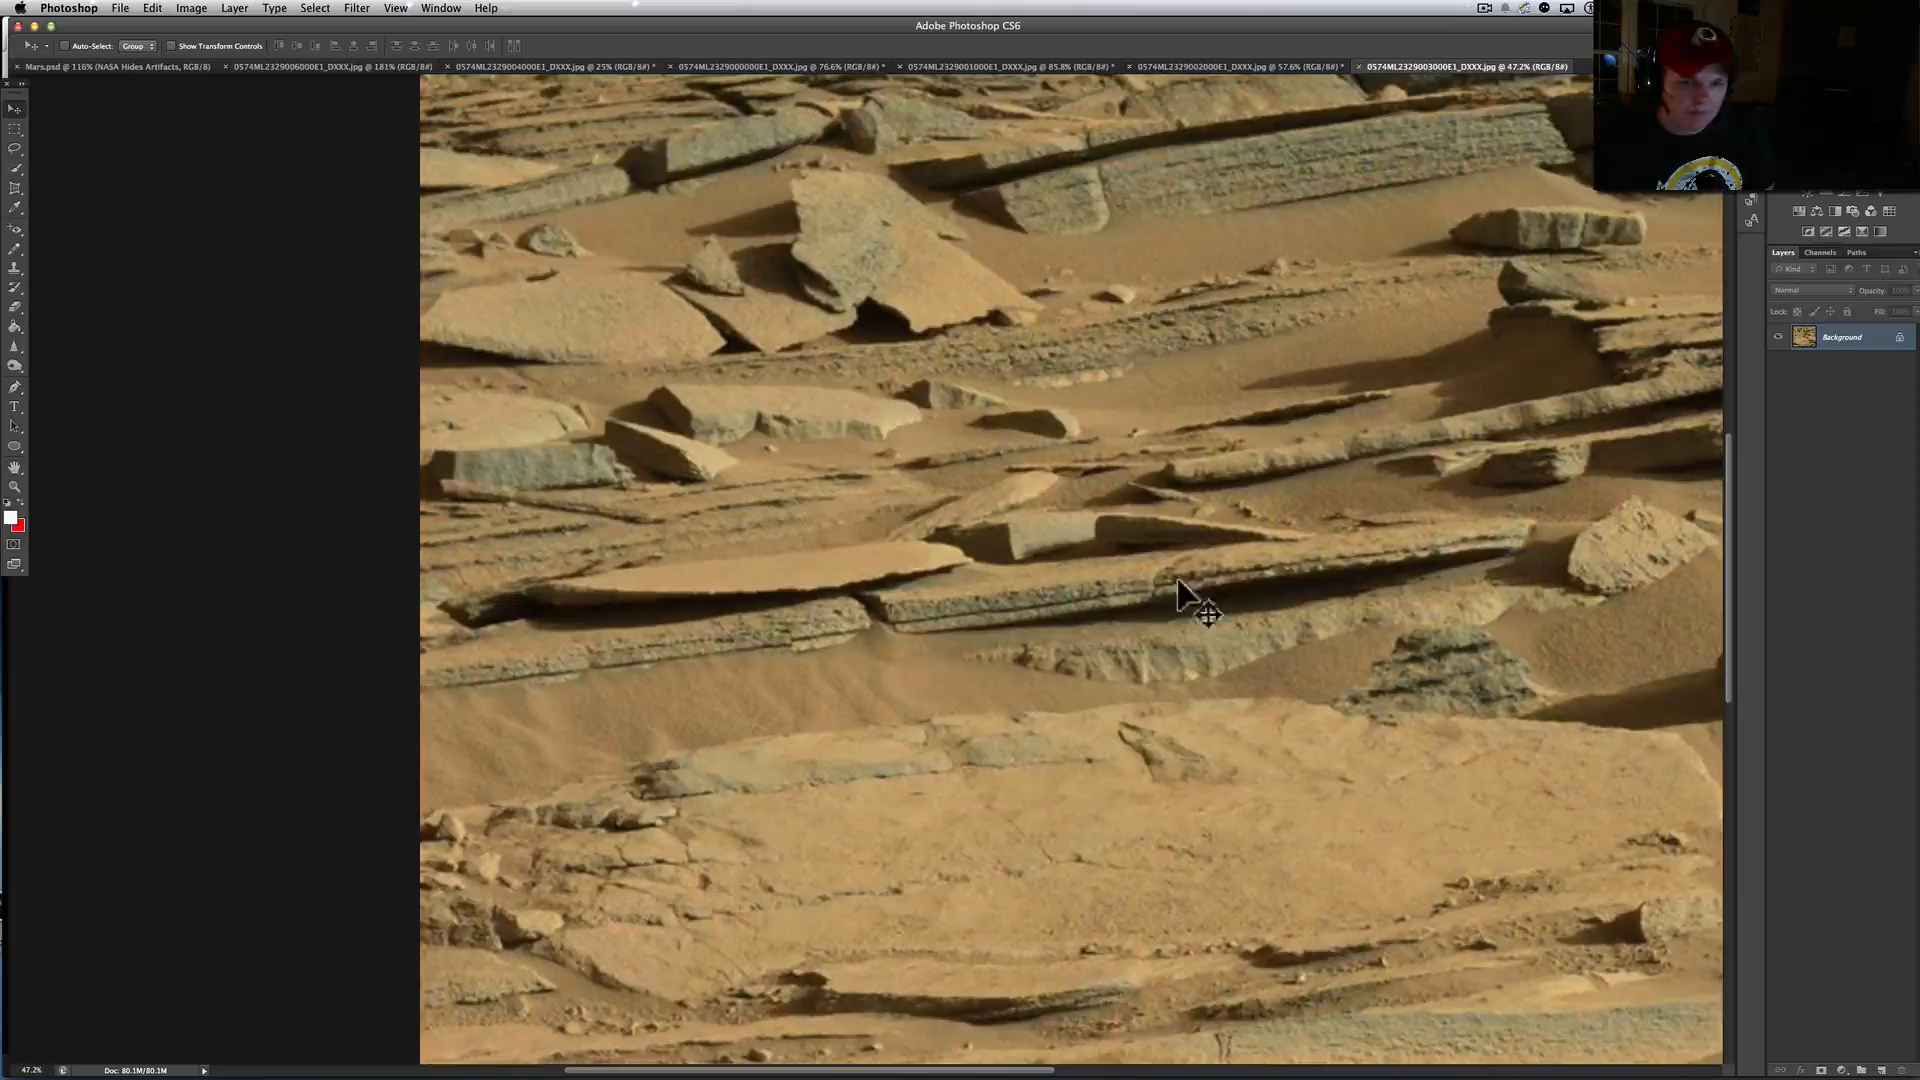 Photoshop File Edit Image Layer Type Select Filter View Window Help
Adobe Photoshop CS6
Auto-Select: Group Show Transform Controls
Mars.psd @ 116% (NASA Hides Artifacts, RGB/8) 0574ML2329006000E1_DXXX.jpg @ 181% (RGB/8#) 0574ML2329004000E1_DXXX.jpg @ 25% (RGB/8#) * 0574ML2329000000E1_DXXX.jpg @ 76.6% (RGB/8#) * 0574ML2329001000E1_DXXX.jpg @ 85.8% (RGB/8#) * 0574ML2329002000E1_DXXX.jpg @ 57.6% (RGB/8#) * 0574ML2329003000E1_DXXX.jpg @ 47.2% (RGB/8#)
Layers Channels Paths
Kind
Normal Opacity: 100%
Lock: Fill: 100%
Background
47.2% Doc: 80.1M/80.1M